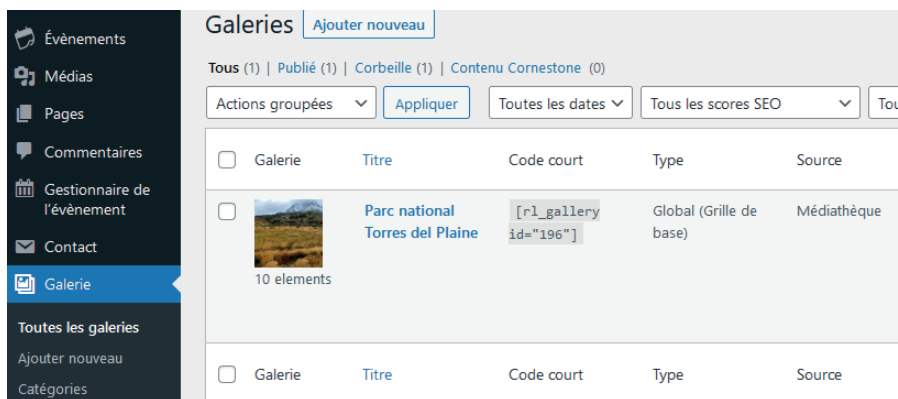 Évènements
Médias
Pages
Commentaires
Gestionnaire de
l'évènement
Contact
Galerie
Toutes les galeries
Ajouter nouveau
Catégories
Galeries Ajouter nouveau
Tous (1) | Publié (1) | Corbeille (1) | Contenu Cornestone (0)
Actions groupées Appliquer Toutes les dates Tous les scores SEO
Galerie Titre Code court Type Source
Parc national [rl_gallery Global (Grille de Médiathèque
Torres del Plaine id="196"] base)
10 elements
Galerie Titre Code court Type Source